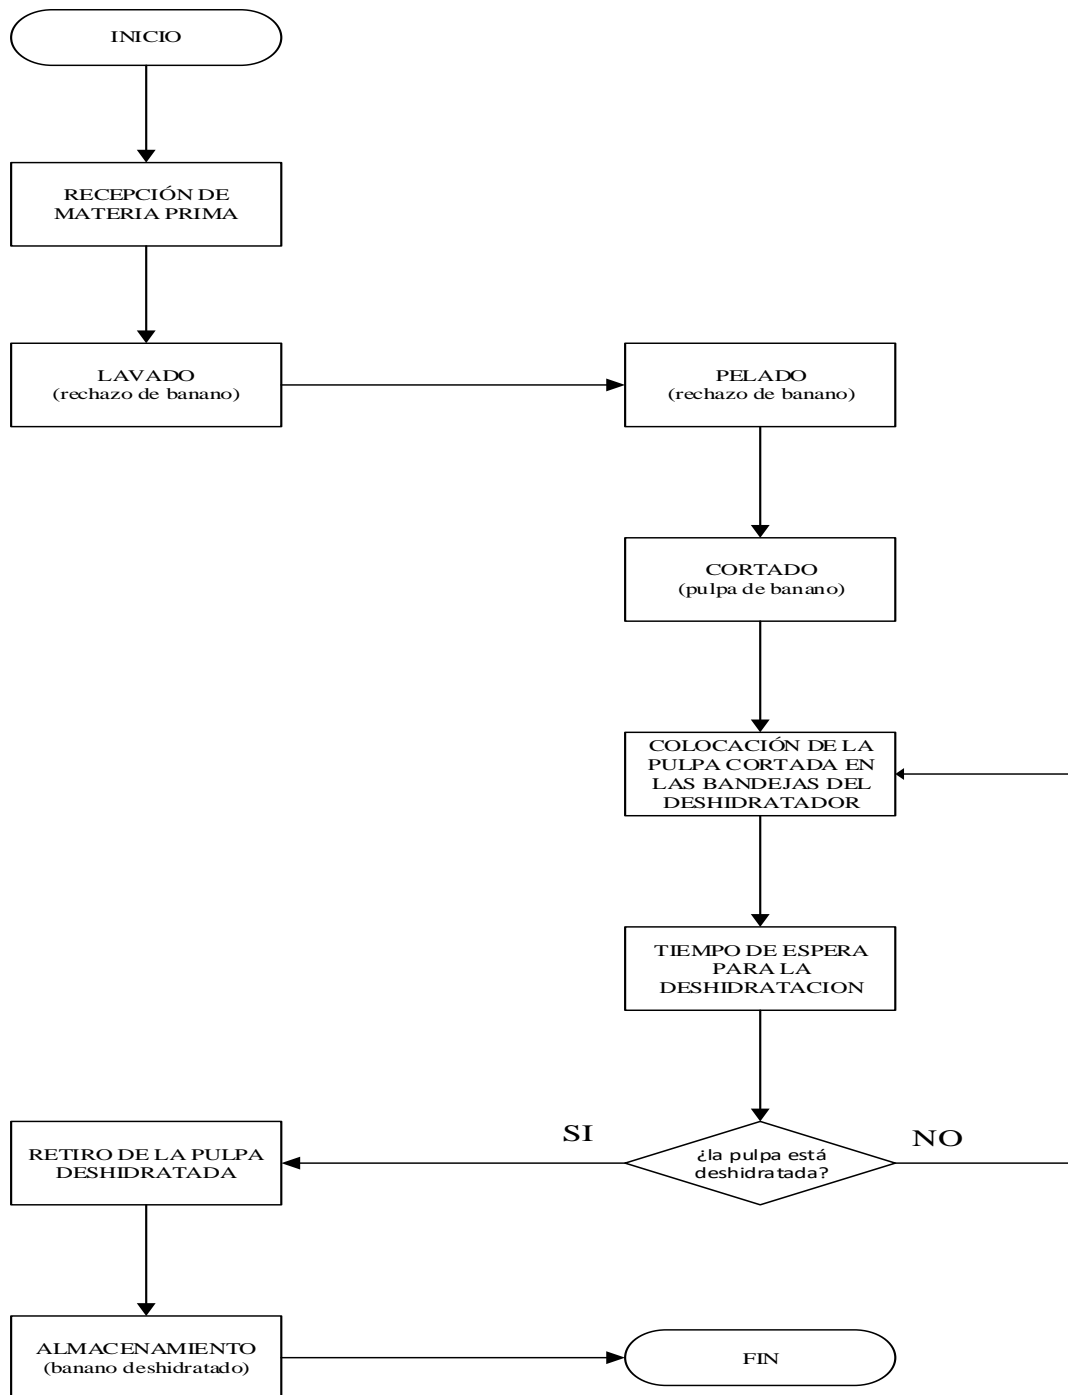 INICIO
RECEPCIÓN DE
MATERIA PRIMA
LAVADO
(rechazo de banano)
PELADO
(rechazo de banano)
CORTADO
(pulpa de banano)
COLOCACIÓN DE LA
PULPA CORTADA EN
LAS BANDEJAS DEL
DESHIDRATADOR
TIEMPO DE ESPERA
PARA LA
DESHIDRATACION
¿la pulpa está
deshidratada?
SI
NO
RETIRO DE LA PULPA
DESHIDRATADA
ALMACENAMIENTO
(banano deshidratado)
FIN